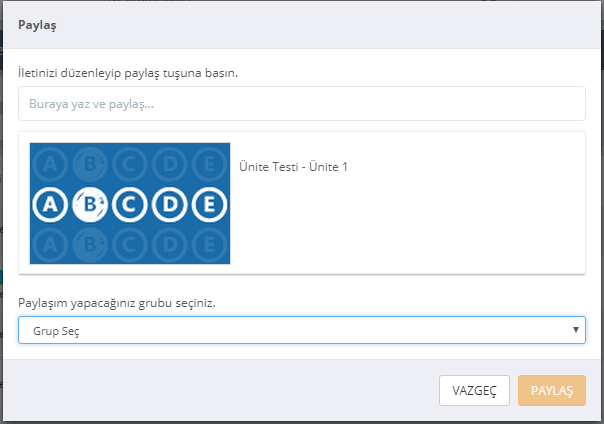 Paylaş
İletinizi düzenleyip paylaş tuşuna basın.
Buraya yaz ve paylaş...
A B C D E
A B C D E
A B C D E
Ünite Testi - Ünite 1
Paylaşım yapacağınız grubu seçiniz.
Grup Seç
VAZGEÇ PAYLAŞ